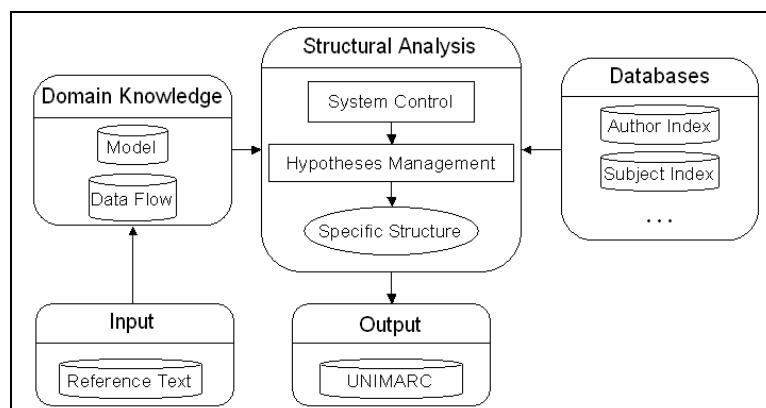 Structural Analysis
System Control
Hypotheses Management
Specific Structure
Domain Knowledge
Model
Data Flow
Databases
Author Index
Subject Index
...
Input
Reference Text
Output
UNIMARC